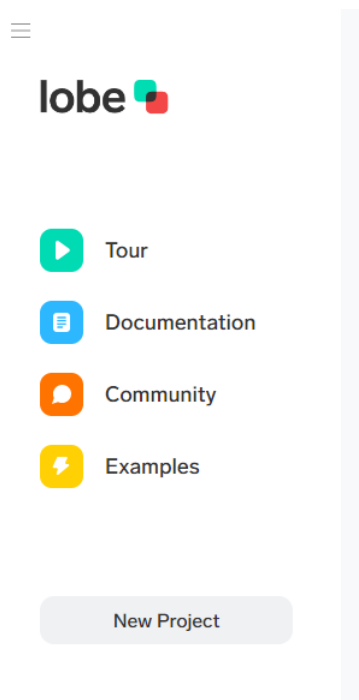 lobe
Tour
Documentation
Community
Examples
New Project